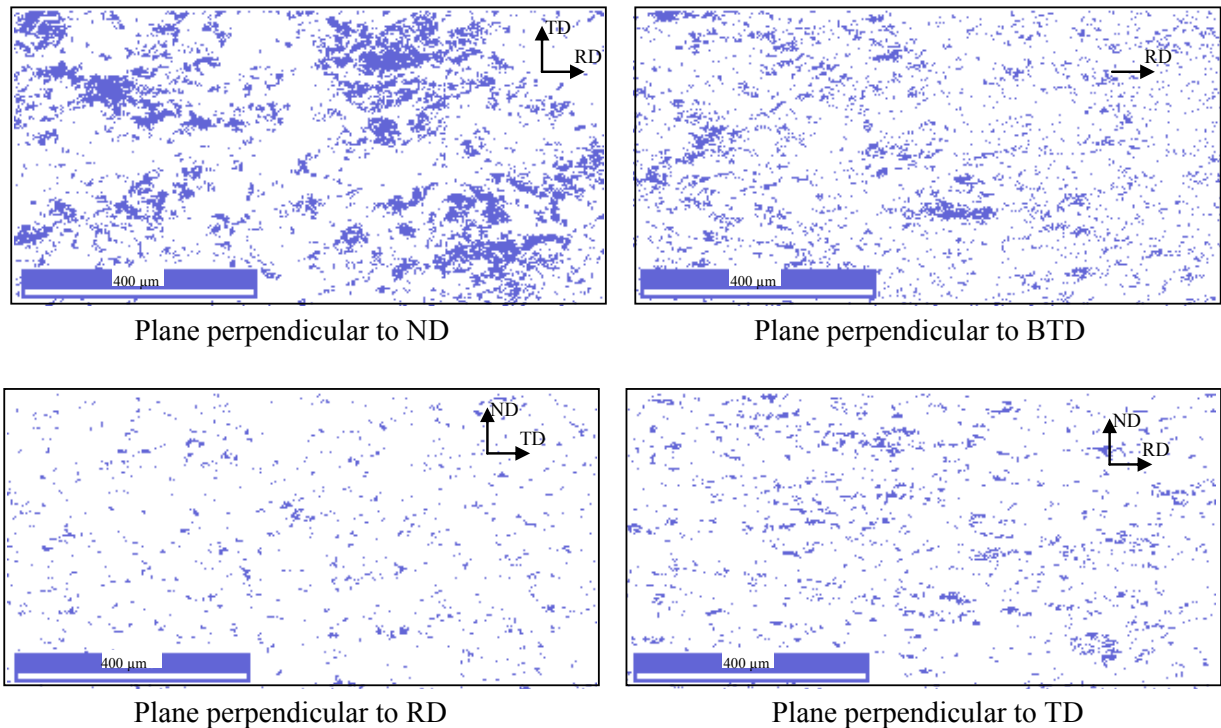 TD
RD
RD
400 µm
400 µm
Plane perpendicular to ND
Plane perpendicular to BTD
ND
TD
ND
RD
400 µm
400 µm
Plane perpendicular to RD
Plane perpendicular to TD